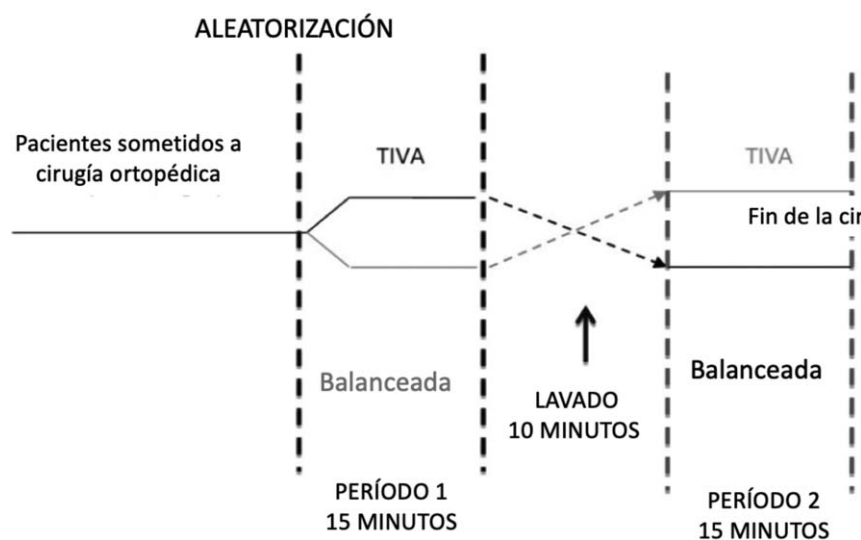 ALEATORIZACIÓN
Pacientes sometidos a
cirugía ortopédica
TIVA
TIVA
Fin de la cir
Balanceada
Balanceada
LAVADO
10 MINUTOS
PERÍODO 1
15 MINUTOS
PERÍODO 2
15 MINUTOS